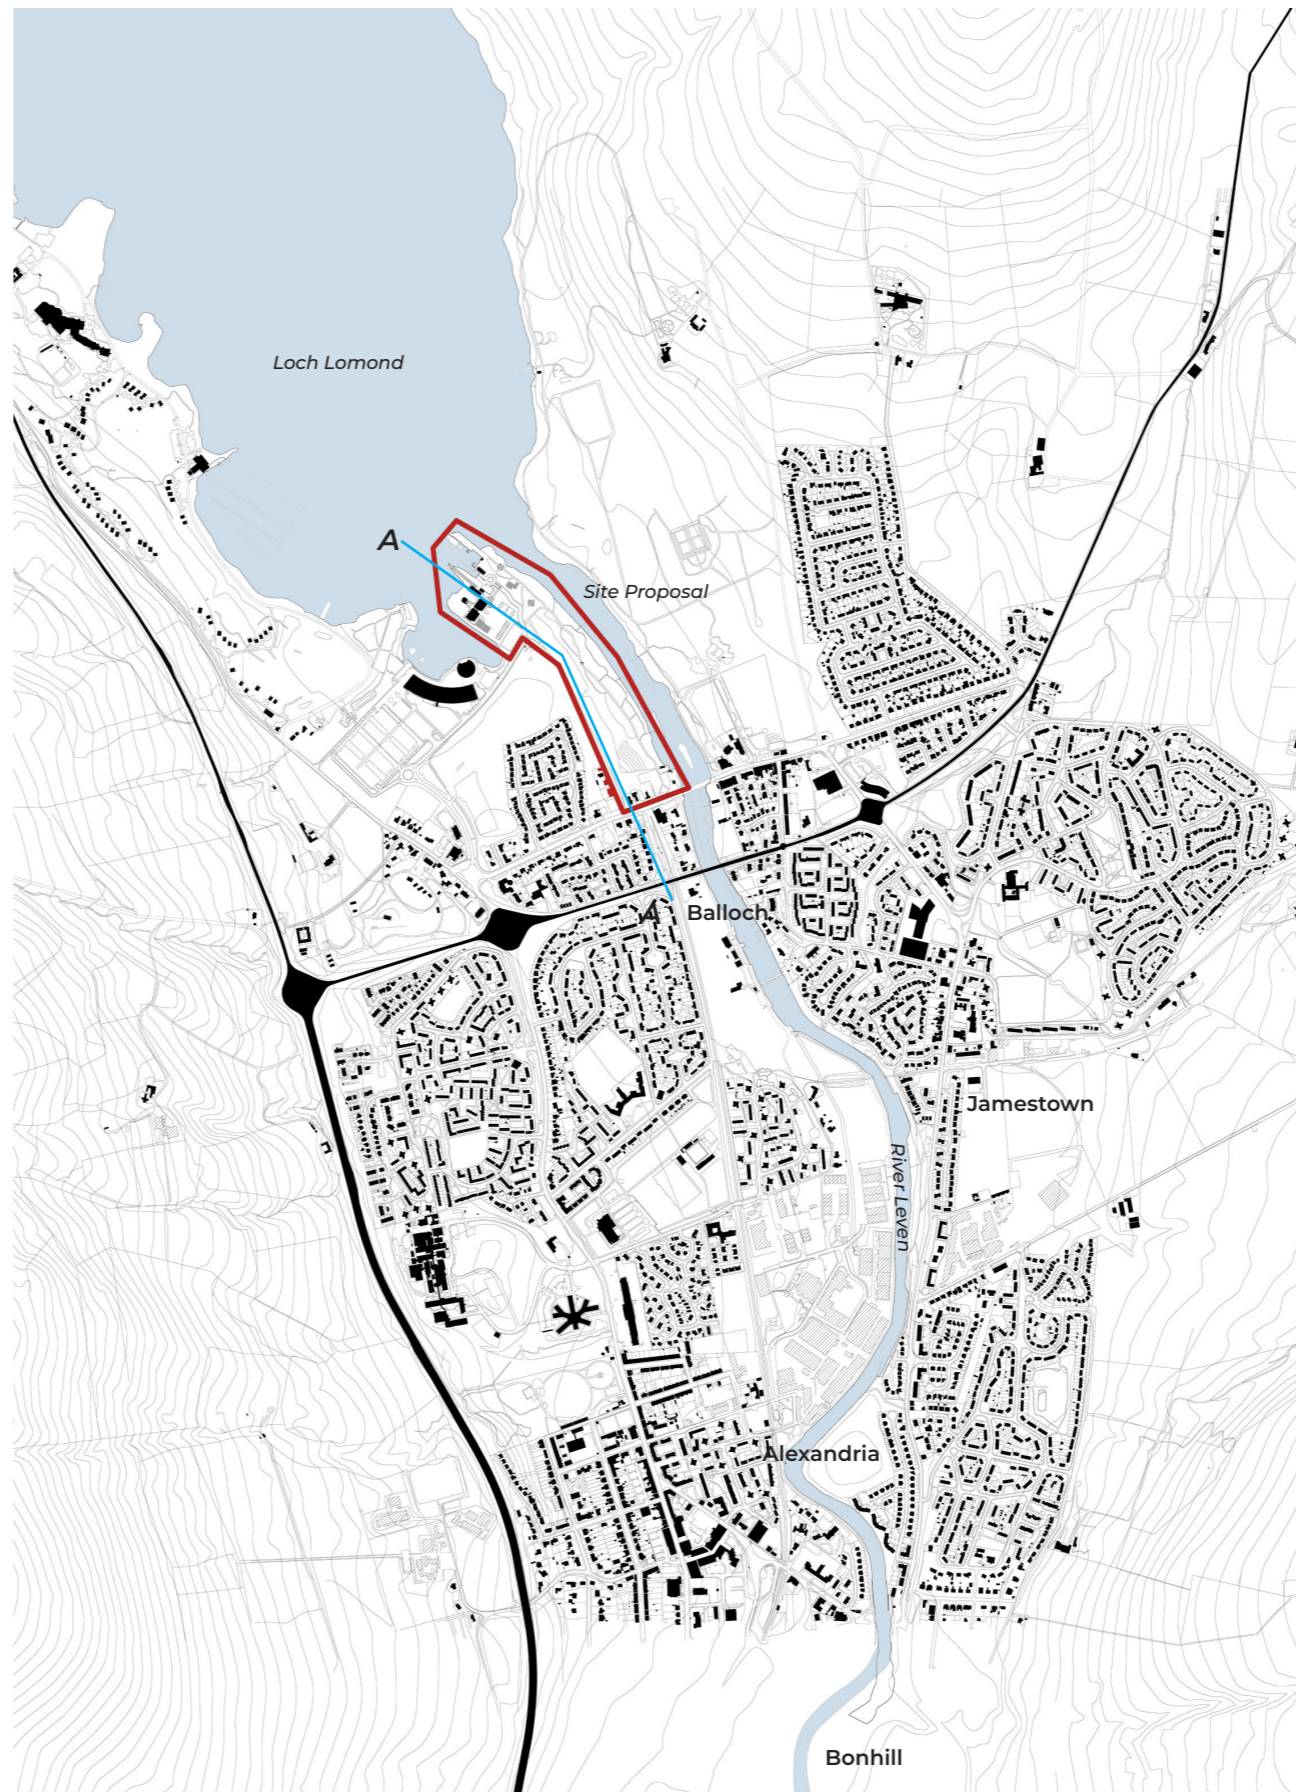 Loch Lomond
A
Site Proposal
A
Balloch
Jamestown
River Leven
Alexandria
Bonhill